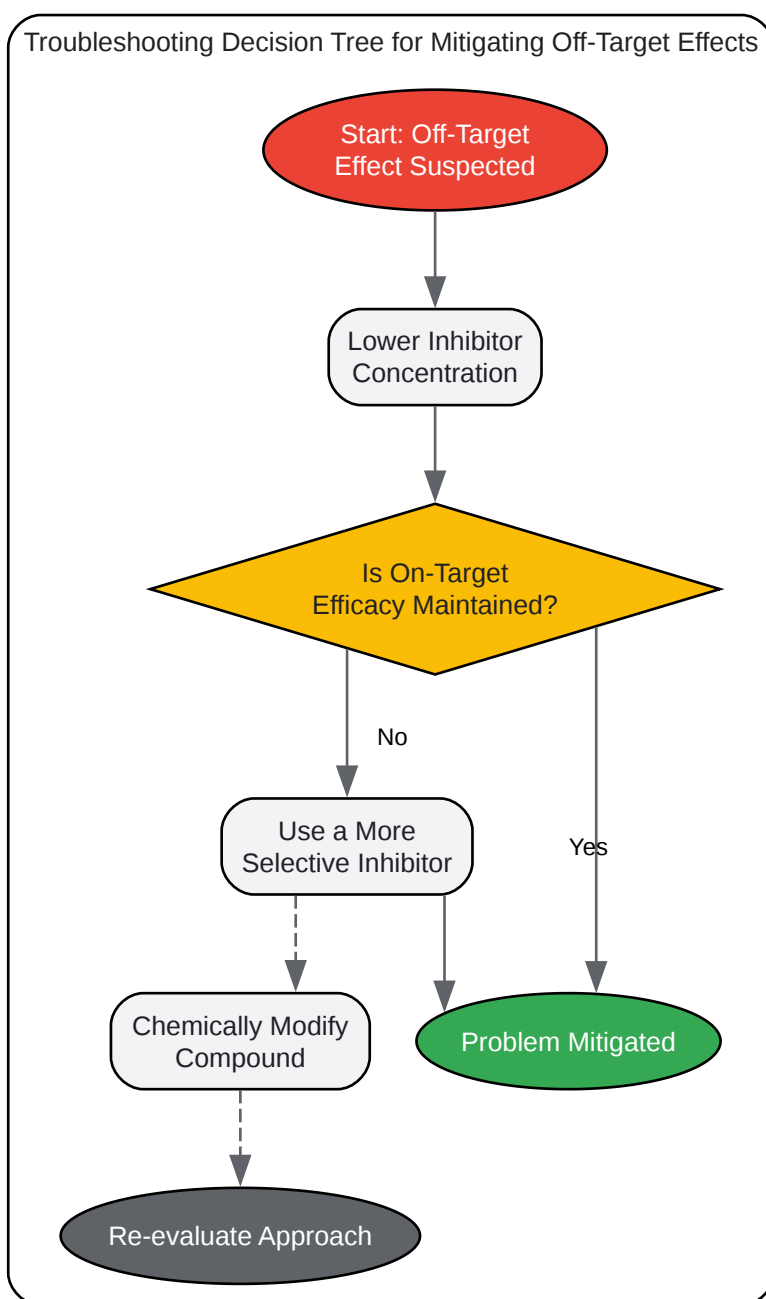 Troubleshooting Decision Tree for Mitigating Off-Target Effects
Start: Off-Target
Effect Suspected
Lower Inhibitor
Concentration
Is On-Target
Efficacy Maintained?
No
Use a More
Selective Inhibitor
Yes
Chemically Modify
Compound
Problem Mitigated
Re-evaluate Approach